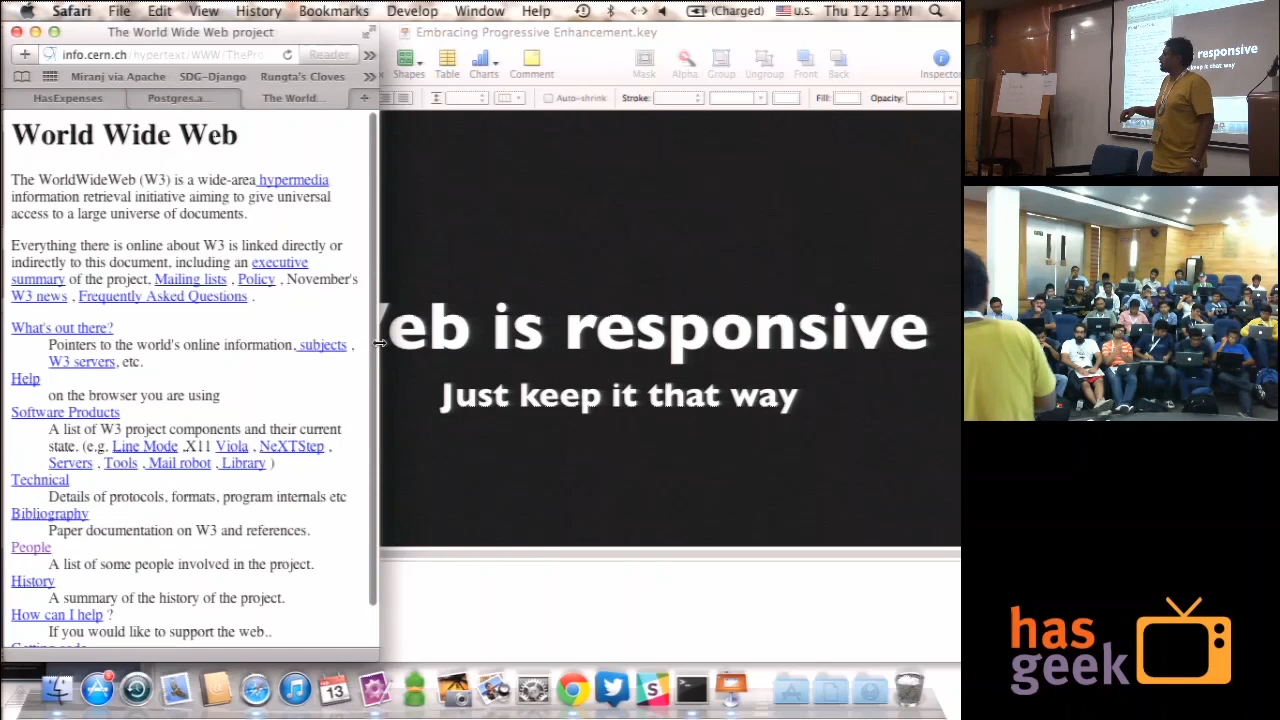 Safari File Edit View History Bookmarks Develop Window Help (Charged) U.S. Thu 12 13 PM
The World Wide Web project
info.cern.ch/hypertext/WWW/ThePro Reader
Miranj via Apache SDG-Django Rungta's Cloves
HasExpenses Postgres.a... The World...
World Wide Web
The WorldWideWeb (W3) is a wide-area hypermedia
information retrieval initiative aiming to give universal
access to a large universe of documents.
Everything there is online about W3 is linked directly or
indirectly to this document, including an executive
summary of the project, Mailing lists , Policy , November's
W3 news , Frequently Asked Questions .
What's out there?
Pointers to the world's online information, subjects ,
W3 servers, etc.
Help
on the browser you are using
Software Products
A list of W3 project components and their current
state. (e.g. Line Mode ,X11 Viola , NeXTStep ,
Servers , Tools , Mail robot , Library )
Technical
Details of protocols, formats, program internals etc
Bibliography
Paper documentation on W3 and references.
People
A list of some people involved in the project.
History
A summary of the history of the project.
How can I help ?
If you would like to support the web..
Getting code
Embracing Progressive Enhancement.key
Shapes Table Charts Comment Mask Alpha Group Ungroup Front Back Inspector
Auto-shrink Stroke: Fill: Opacity:
Web is responsive
Just keep it that way
13
responsive
keep it that way
has
geek